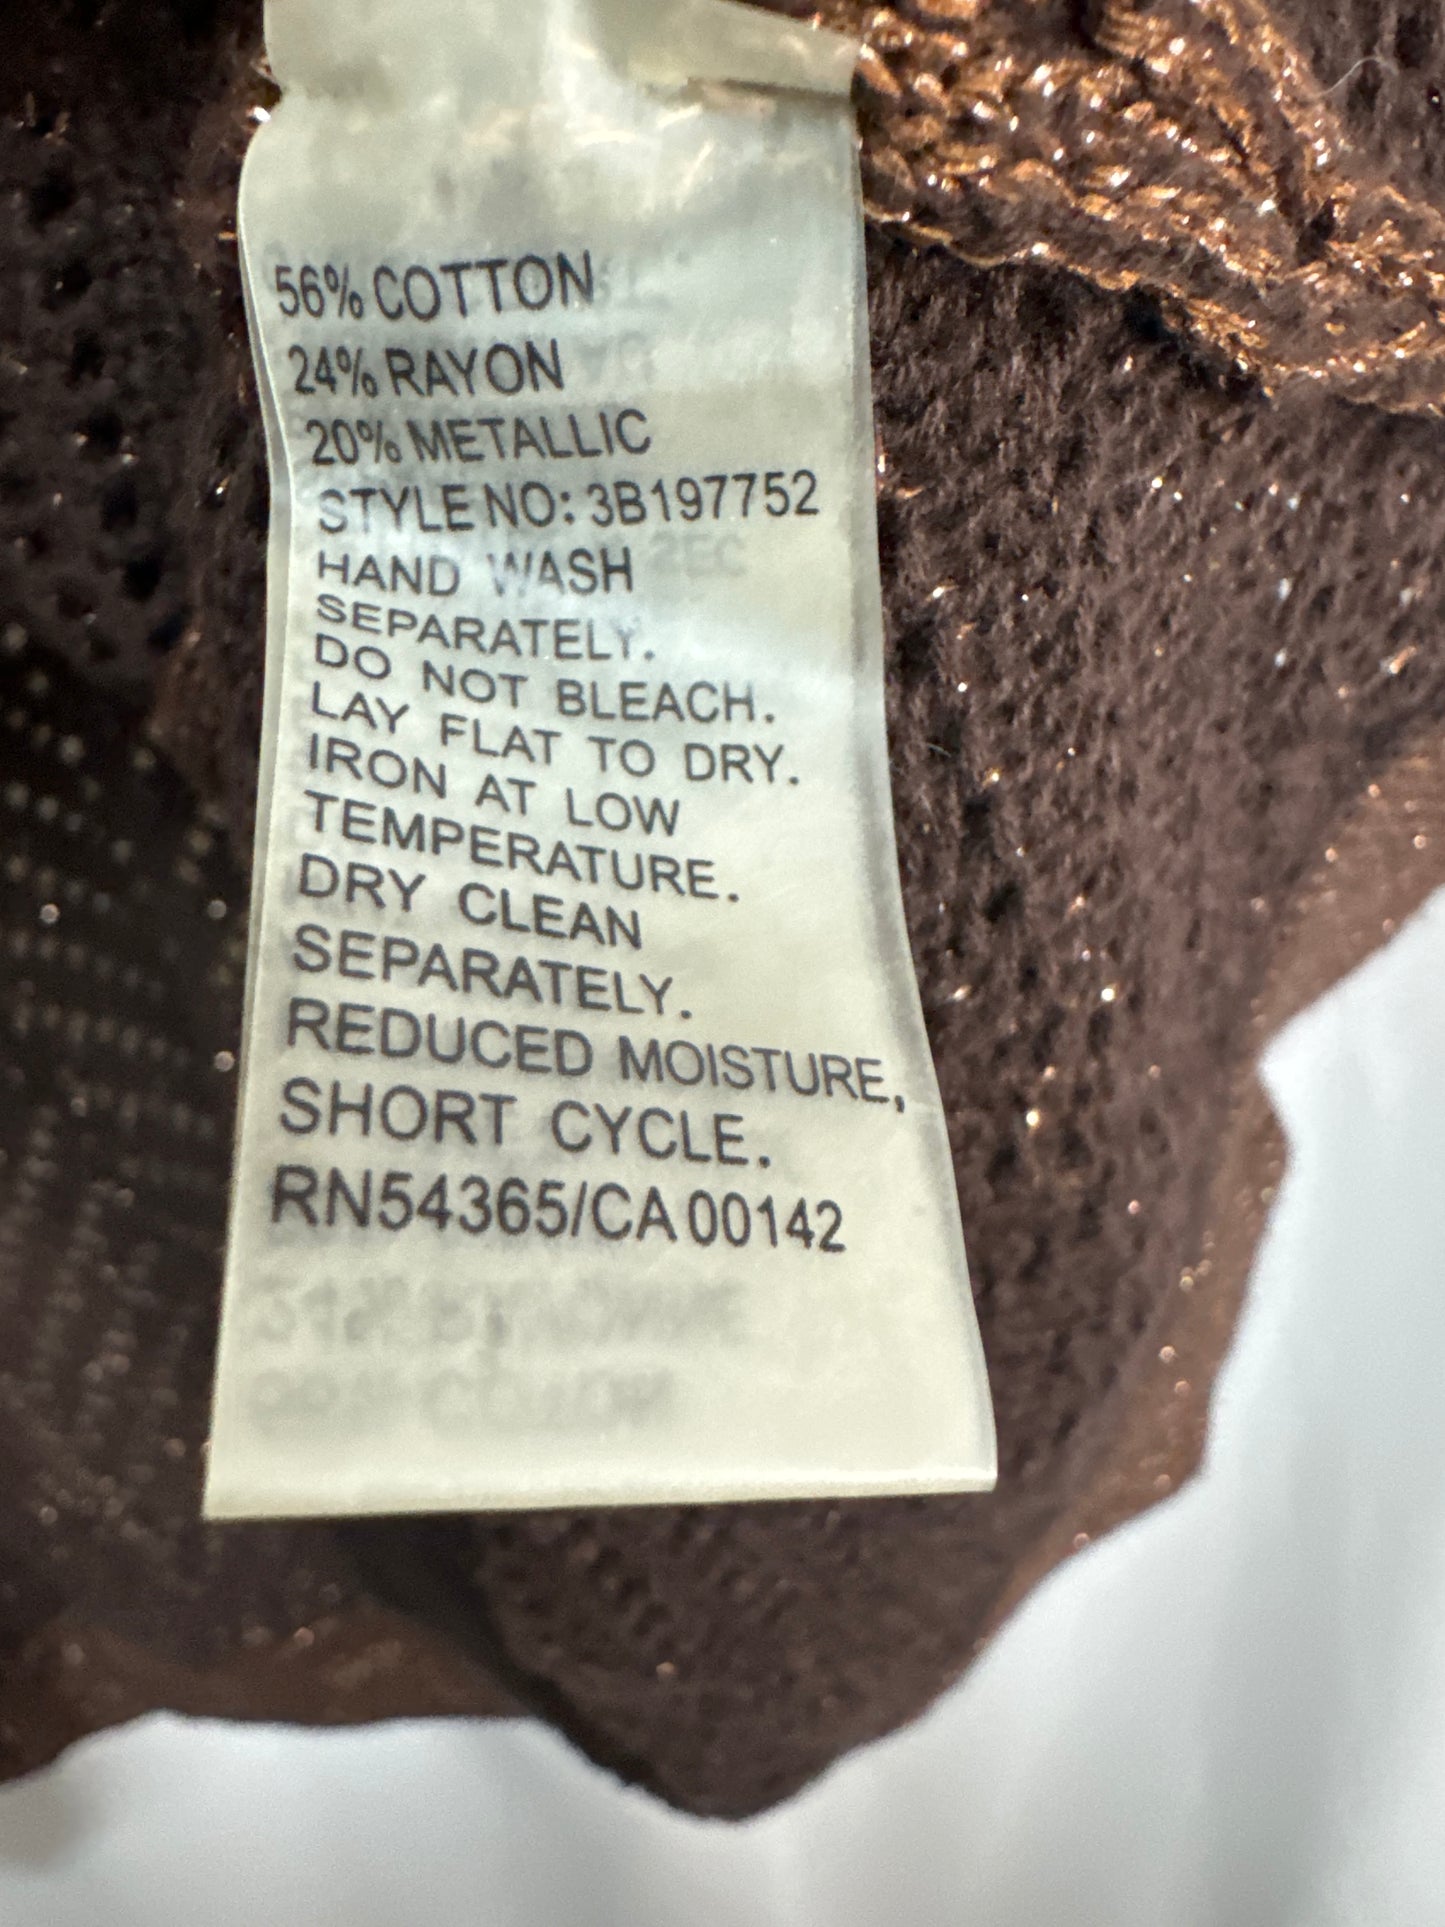 56% COTTON
24% RAYON
20% METALLIC
STYLE NO: 3B197752
HAND WASH
SEPARATELY.
DO NOT BLEACH.
LAY FLAT TO DRY.
IRON AT LOW
TEMPERATURE.
DRY CLEAN
SEPARATELY.
REDUCED MOISTURE,
SHORT CYCLE.
RN54365/CA 00142